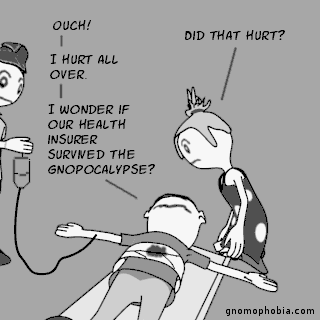 OUCH!
I HURT ALL
OVER.
I WONDER IF
OUR HEALTH
INSURER
SURVIVED THE
GNOPOCALYPSE?
DID THAT HURT?
gnomophobia.com